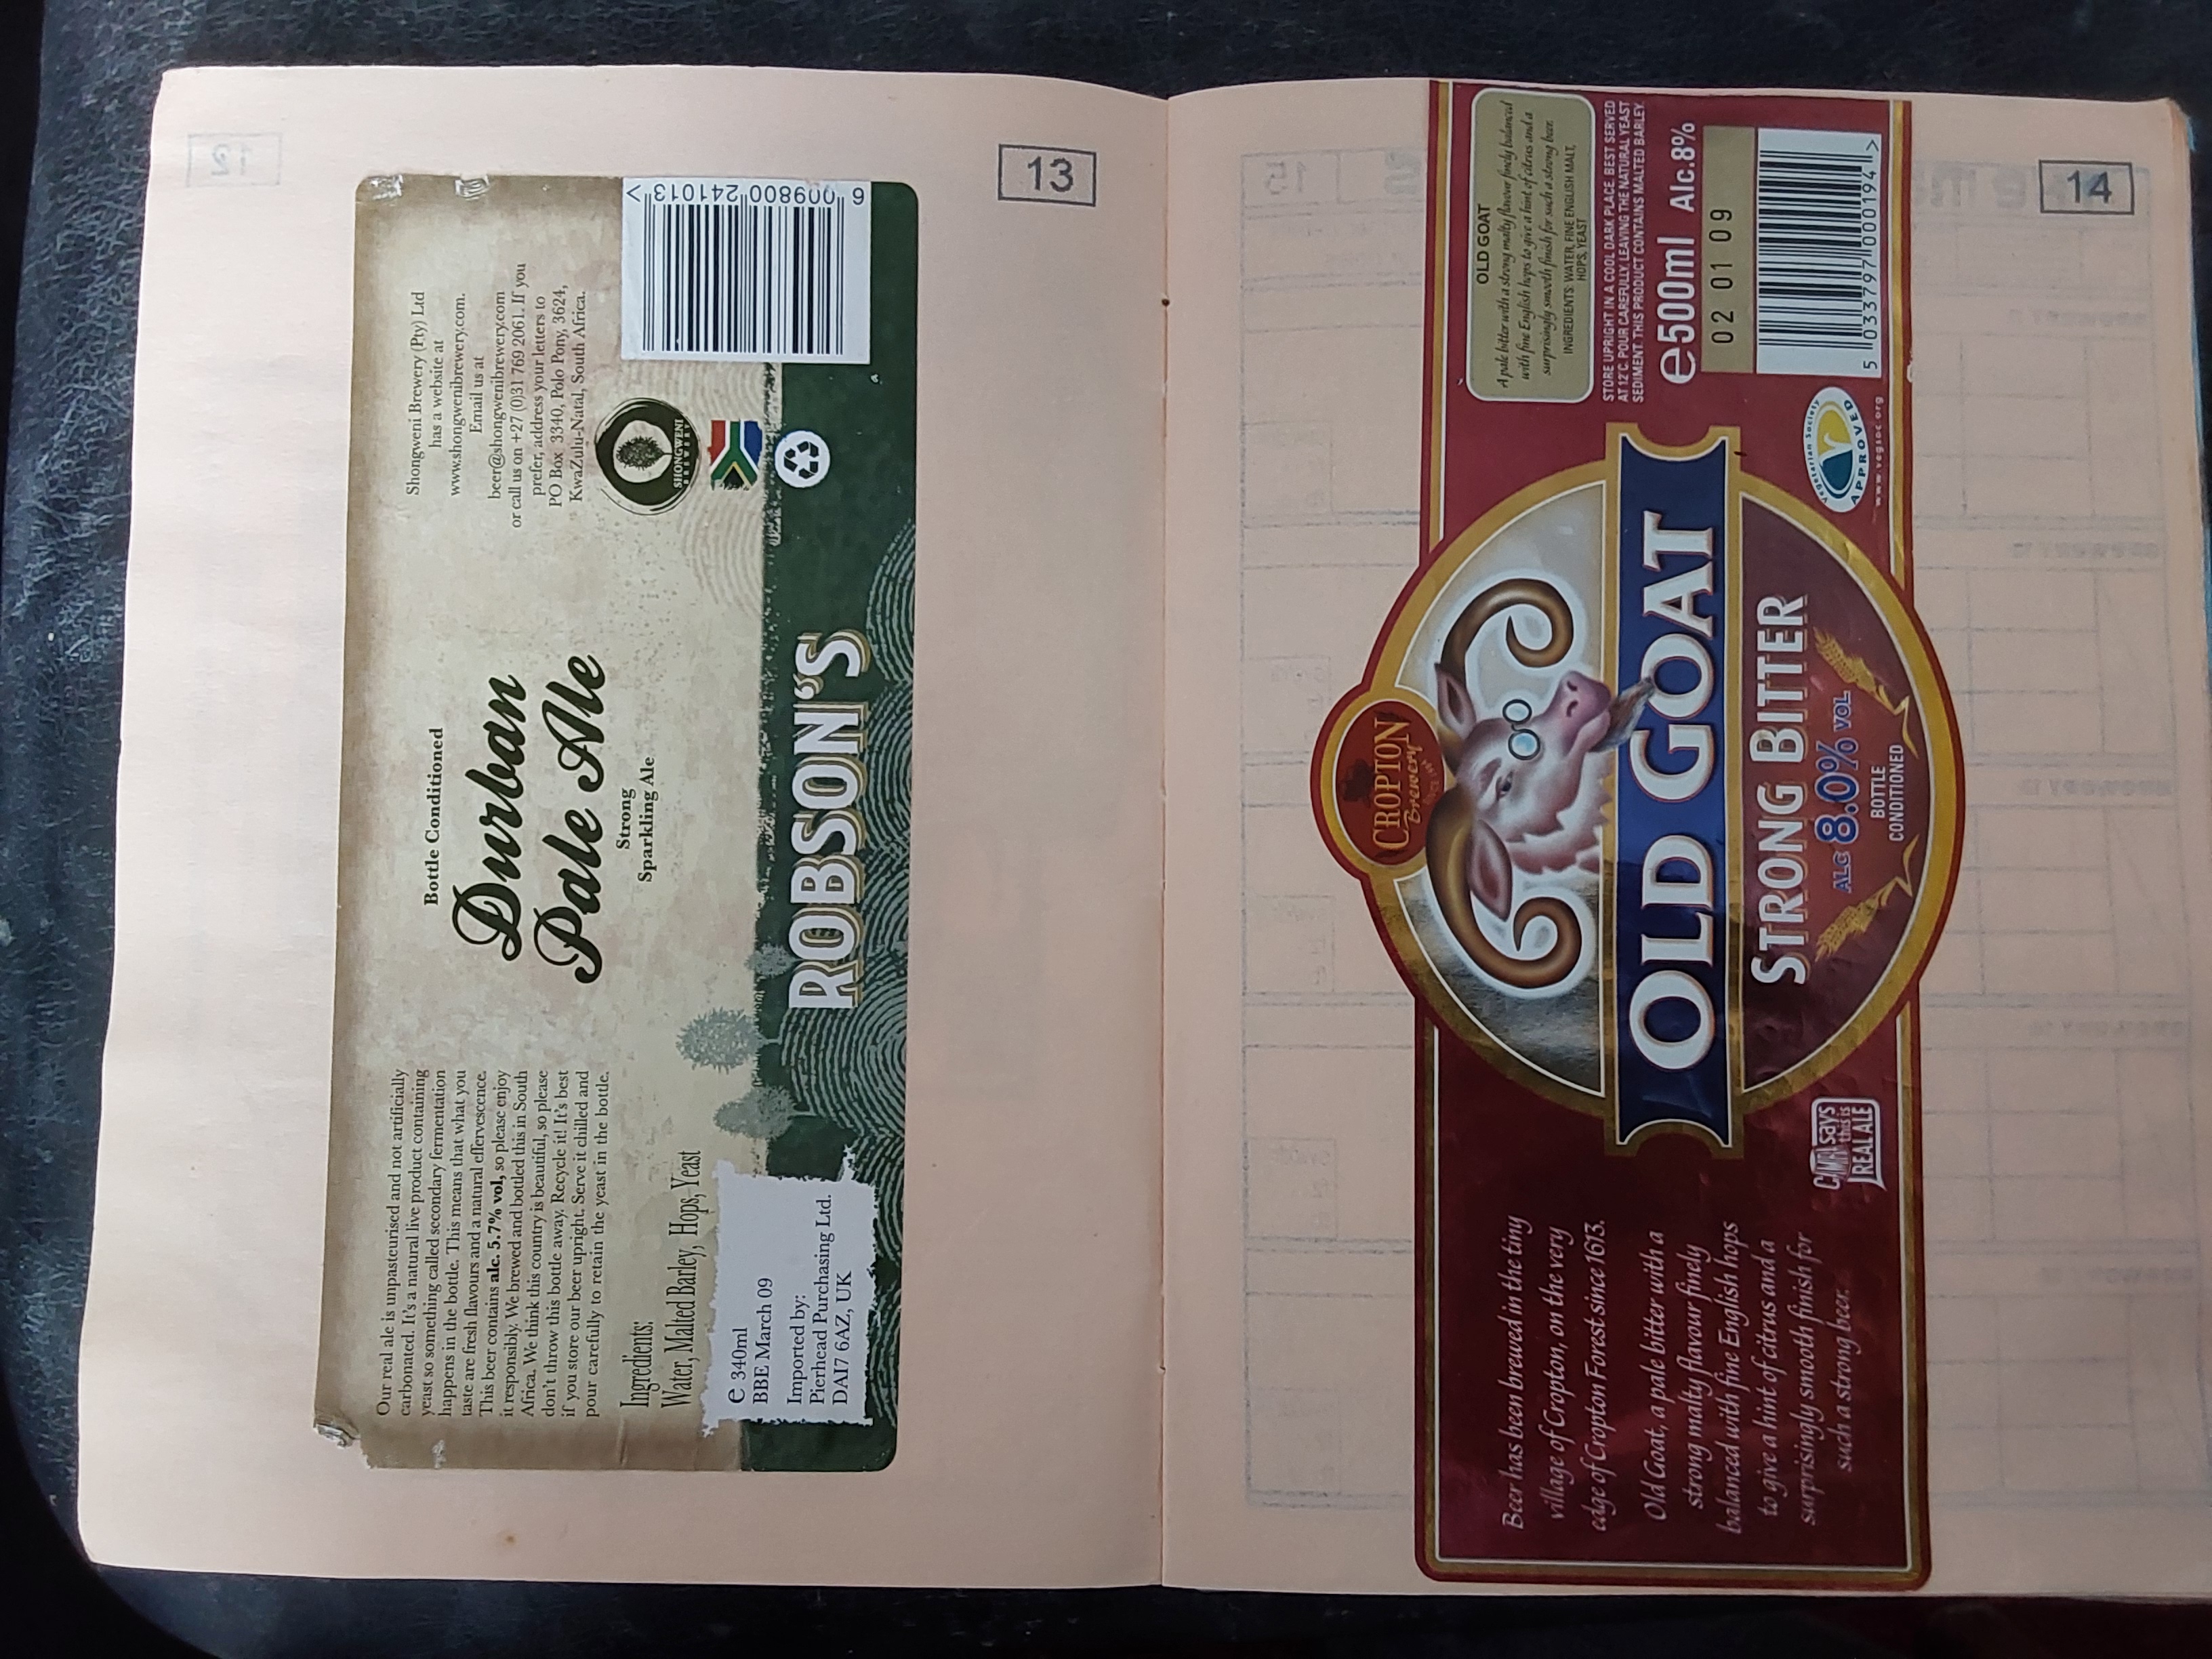 13
Our real ale is unpasteurised and not artificially
carbonated. It's a natural live product containing
yeast so something called secondary fermentation
happens in the bottle. This means that what you
taste are fresh flavours and a natural effervescence.
This beer contains alc. 5.7% vol, so please enjoy
it responsibly. We brewed and bottled this in South
Africa. We think this country is beautiful, so please
don't throw this bottle away. Recycle it! It's best
if you store our beer upright. Serve it chilled and
pour carefully to retain the yeast in the bottle.
Ingredients:
Water, Malted Barley, Hops, Yeast
e 340ml
BBE March 09
Imported by:
Pierhead Purchasing Ltd.
DA17 6AZ, UK
Bottle Conditioned
Durban
Pale Ale
Strong
Sparkling Ale
ROBSON'S
Shongweni Brewery (Pty) Ltd
has a website at
www.shongwenibrewery.com.
Email us at
beer@shongwenibrewery.com
or call us on +27 (0)31 769 2061. If you
prefer, address your letters to
PO Box 3340, Polo Pony, 3624,
KwaZulu-Natal, South Africa.
SHONGWENI
BREWERY
6 009800 241013 >
14
Beer has been brewed in the tiny
village of Cropton, on the very
edge of Cropton Forest since 1613.
Old Goat, a pale bitter with a
strong malty flavour finely
balanced with fine English hops
to give a hint of citrus and a
surprisingly smooth finish for
such a strong beer.
CAMRA says
this is
REAL ALE
CROPTON
Brewery
OLD GOAT
STRONG BITTER
ALC 8.0% VOL
BOTTLE
CONDITIONED
OLD GOAT
A pale bitter with a strong malty flavour finely balanced
with fine English hops to give a hint of citrus and a
surprisingly smooth finish for such a strong beer.
INGREDIENTS: WATER, FINE ENGLISH MALT,
HOPS, YEAST
STORE UPRIGHT IN A COOL DARK PLACE. BEST SERVED
AT 12°C. POUR CAREFULLY, LEAVING THE NATURAL YEAST
SEDIMENT. THIS PRODUCT CONTAINS MALTED BARLEY.
e500ml Alc.8%
02 01 09
5 033797 000194 >
Vegetarian Society
APPROVED
www.vegsoc.org